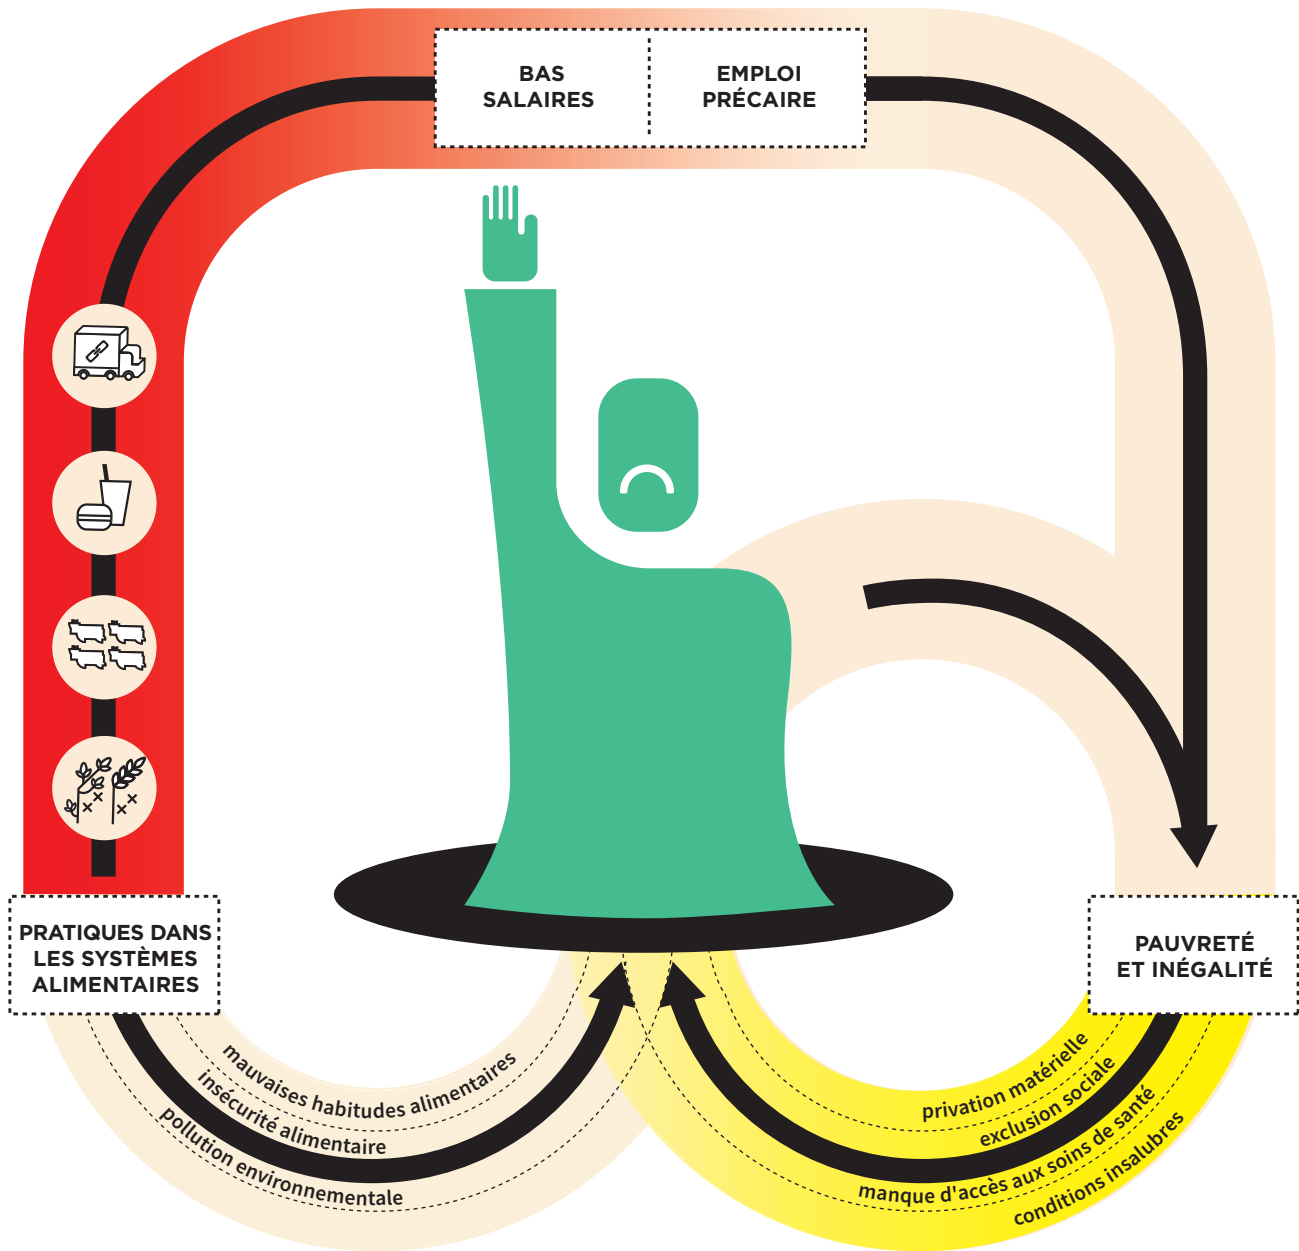 BAS
SALAIRES
EMPLOI
PRÉCAIRE
PRATIQUES DANS
LES SYSTÈMES
ALIMENTAIRES
PAUVRETÉ
ET INÉGALITÉ
mauvaises habitudes alimentaires
insécurité alimentaire
pollution environnementale
privation matérielle
exclusion sociale
manque d'accès aux soins de santé
conditions insalubres